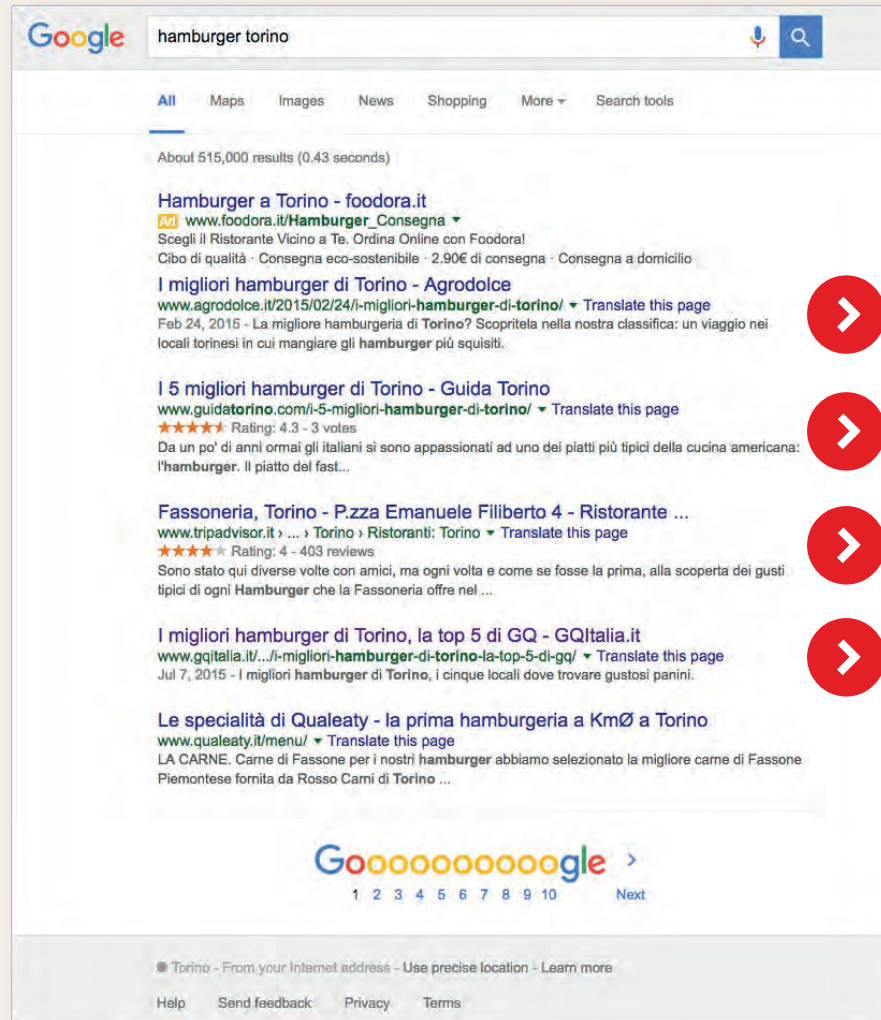 Google hamburger torino
All Maps Images News Shopping More Search tools
About 515,000 results (0.43 seconds)
Hamburger a Torino - foodora.it
Ad www.foodora.it/Hamburger_Consegna
Scegli il Ristorante Vicino a Te. Ordina Online con Foodora!
Cibo di qualità · Consegna eco-sostenibile · 2.90€ di consegna · Consegna a domicilio
I migliori hamburger di Torino - Agrodolce
www.agrodolce.it/2015/02/24/i-migliori-hamburger-di-torino/ Translate this page
Feb 24, 2015 - La migliore hamburgeria di Torino? Scopritela nella nostra classifica: un viaggio nei
locali torinesi in cui mangiare gli hamburger più squisiti.
I 5 migliori hamburger di Torino - Guida Torino
www.guidatorino.com/i-5-migliori-hamburger-di-torino/ Translate this page
Rating: 4.3 - 3 votes
Da un po' di anni ormai gli italiani si sono appassionati ad uno dei piatti più tipici della cucina americana:
l'hamburger. Il piatto del fast...
Fassoneria, Torino - P.zza Emanuele Filiberto 4 - Ristorante ...
www.tripadvisor.it › ... › Torino › Ristoranti: Torino Translate this page
Rating: 4 - 403 reviews
Sono stato qui diverse volte con amici, ma ogni volta e come se fosse la prima, alla scoperta dei gusti
tipici di ogni Hamburger che la Fassoneria offre nel ...
I migliori hamburger di Torino, la top 5 di GQ - GQItalia.it
www.gqitalia.it/.../i-migliori-hamburger-di-torino-la-top-5-di-gq/ Translate this page
Jul 7, 2015 - I migliori hamburger di Torino, i cinque locali dove trovare gustosi panini.
Le specialità di Qualeaty - la prima hamburgeria a KmØ a Torino
www.qualeaty.it/menu/ Translate this page
LA CARNE. Carne di Fassone per i nostri hamburger abbiamo selezionato la migliore carne di Fassone
Piemontese fornita da Rosso Carni di Torino ...
Goooooooooogle
1 2 3 4 5 6 7 8 9 10 Next
Torino - From your Internet address - Use precise location - Learn more
Help Send feedback Privacy Terms